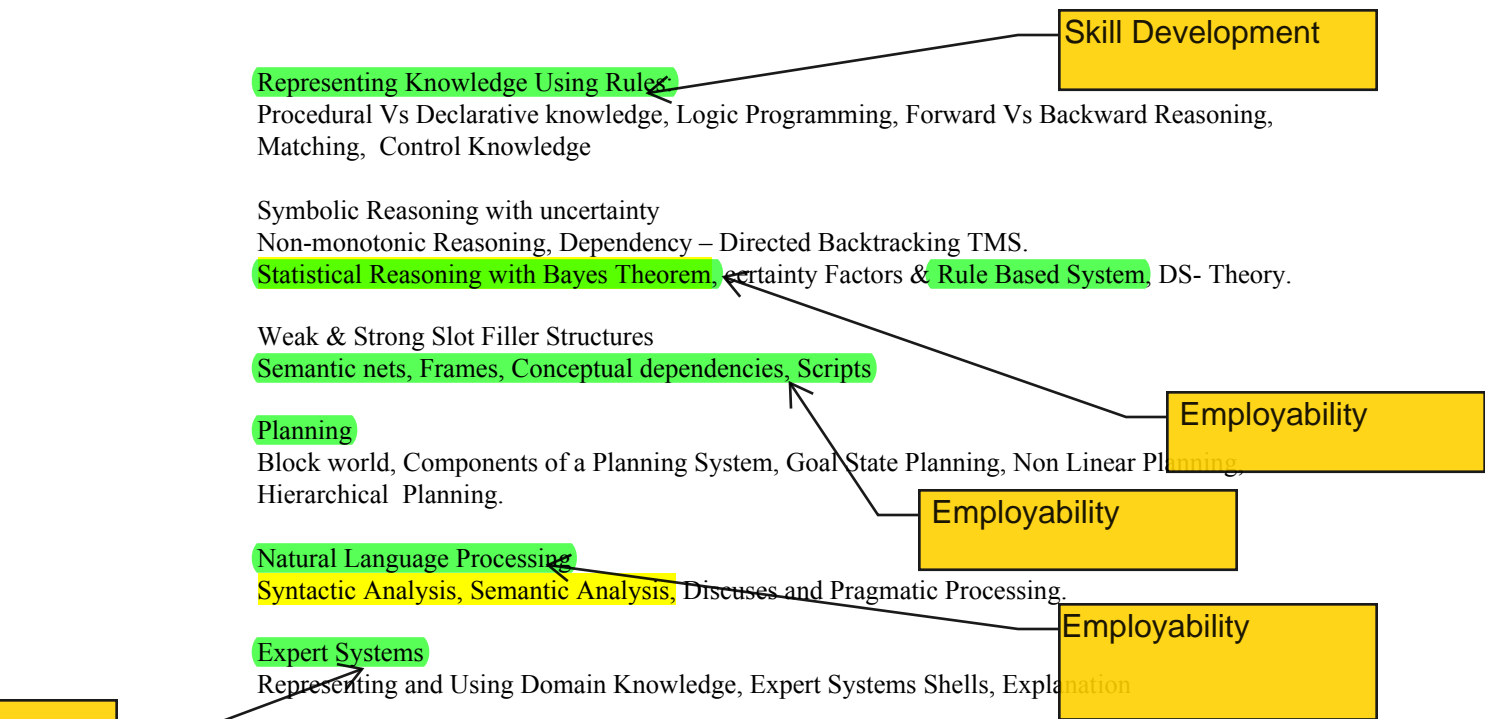 Skill Development
Representing Knowledge Using Rules:
Procedural Vs Declarative knowledge, Logic Programming, Forward Vs Backward Reasoning,
Matching, Control Knowledge
Symbolic Reasoning with uncertainty
Non-monotonic Reasoning, Dependency – Directed Backtracking TMS.
Statistical Reasoning with Bayes Theorem, certainty Factors & Rule Based System, DS- Theory.
Weak & Strong Slot Filler Structures
Semantic nets, Frames, Conceptual dependencies, Scripts
Employability
Planning
Block world, Components of a Planning System, Goal State Planning, Non Linear Planning,
Hierarchical Planning.
Employability
Natural Language Processing
Syntactic Analysis, Semantic Analysis, Discuses and Pragmatic Processing.
Employability
Expert Systems
Representing and Using Domain Knowledge, Expert Systems Shells, Explanation